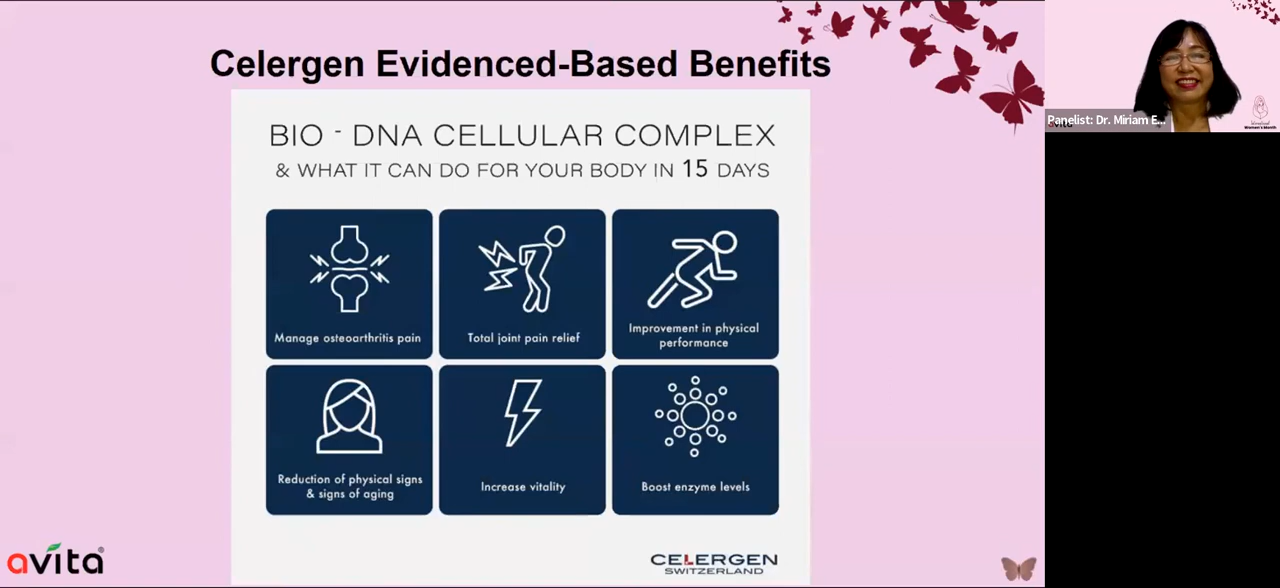 Celergen Evidenced-Based Benefits
BIO - DNA CELLULAR COMPLEX
& WHAT IT CAN DO FOR YOUR BODY IN 15 DAYS
Manage osteoarthritis pain
Total joint pain relief
Improvement in physical
performance
Reduction of physical signs
& signs of aging
Increase vitality
Boost enzyme levels
avita
CELERGEN
SWITZERLAND
Panelist: Dr. Miriam E...
Women's Month